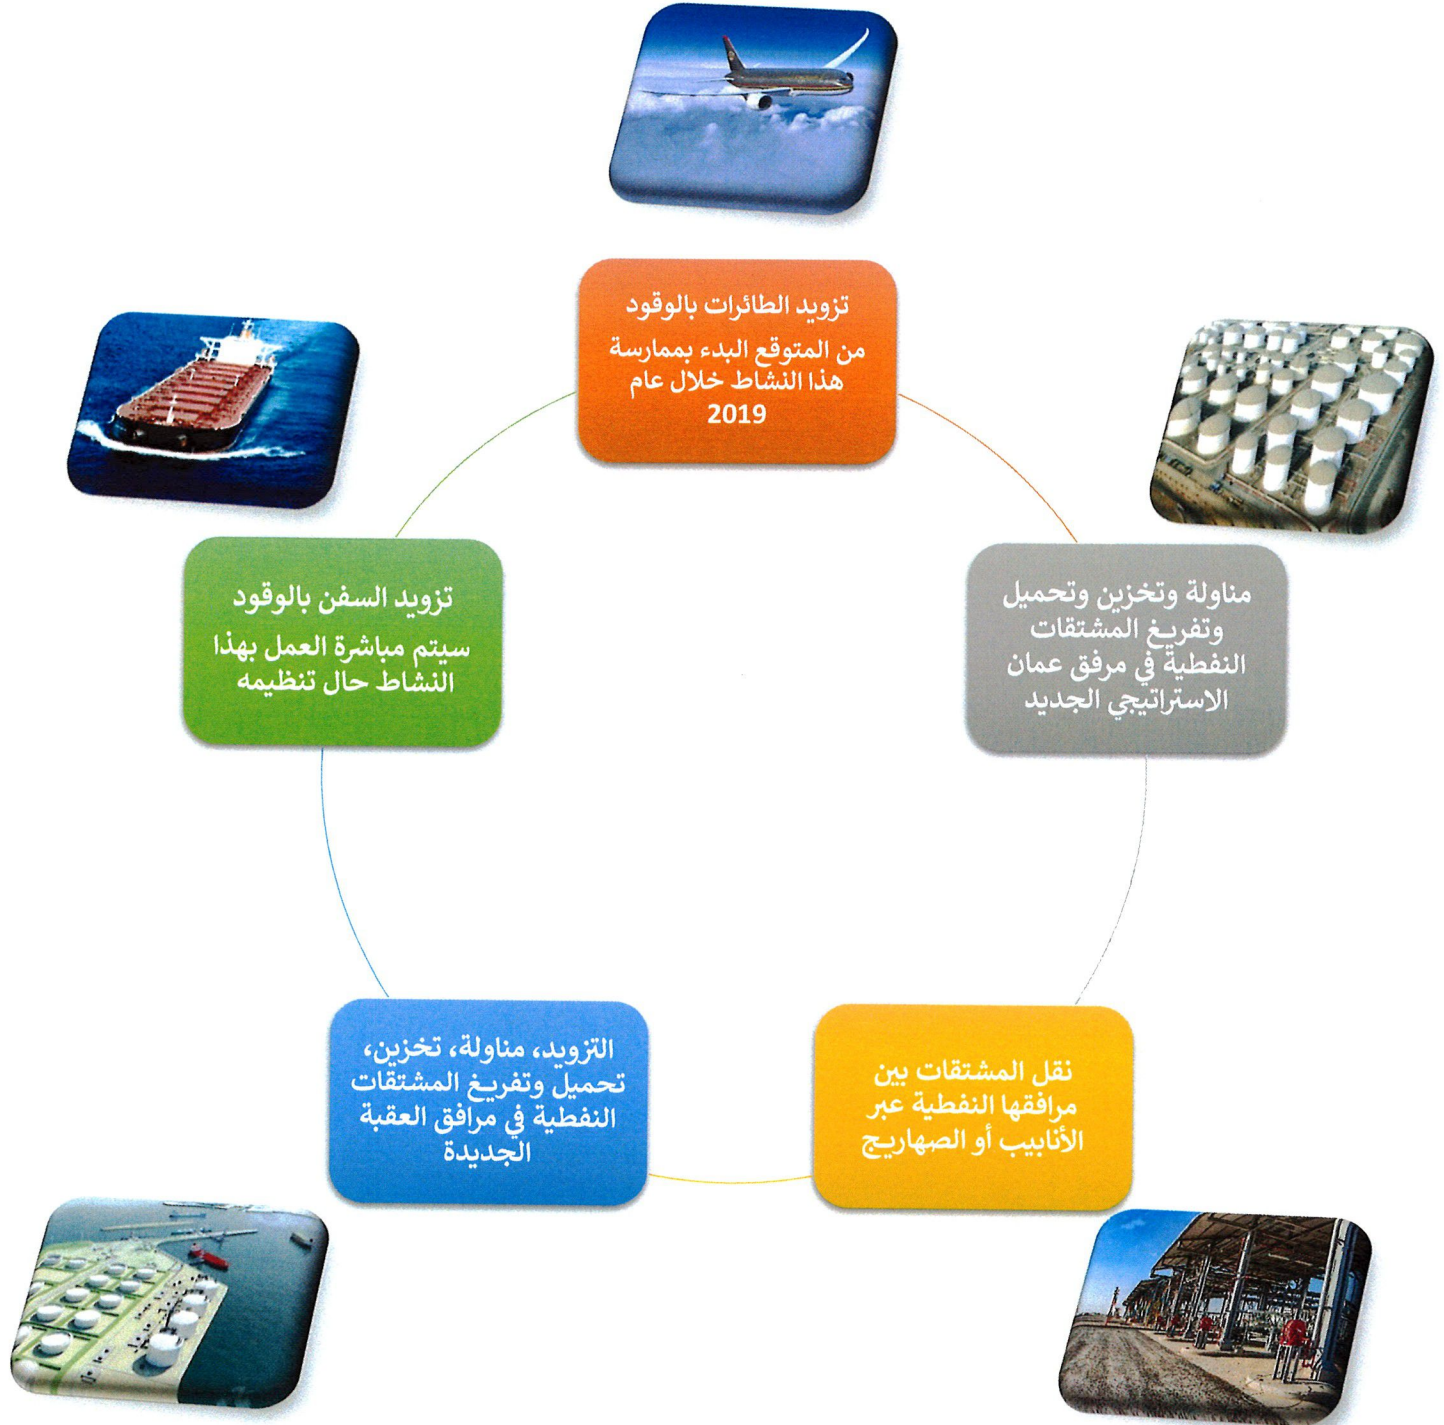 تزويد الطائرات بالوقود
من المتوقع البدء بممارسة
هذا النشاط خلال عام
2019
مناولة وتخزين وتحميل
وتفريغ المشتقات
النفطية في مرفق عمان
الاستراتيجي الجديد
نقل المشتقات بين
مرافقها النفطية عبر
الأنابيب أو الصهاريج
التزويد، مناولة، تخزين،
تحميل وتفريغ المشتقات
النفطية في مرافق العقبة
الجديدة
تزويد السفن بالوقود
سيتم مباشرة العمل بهذا
النشاط حال تنظيمه